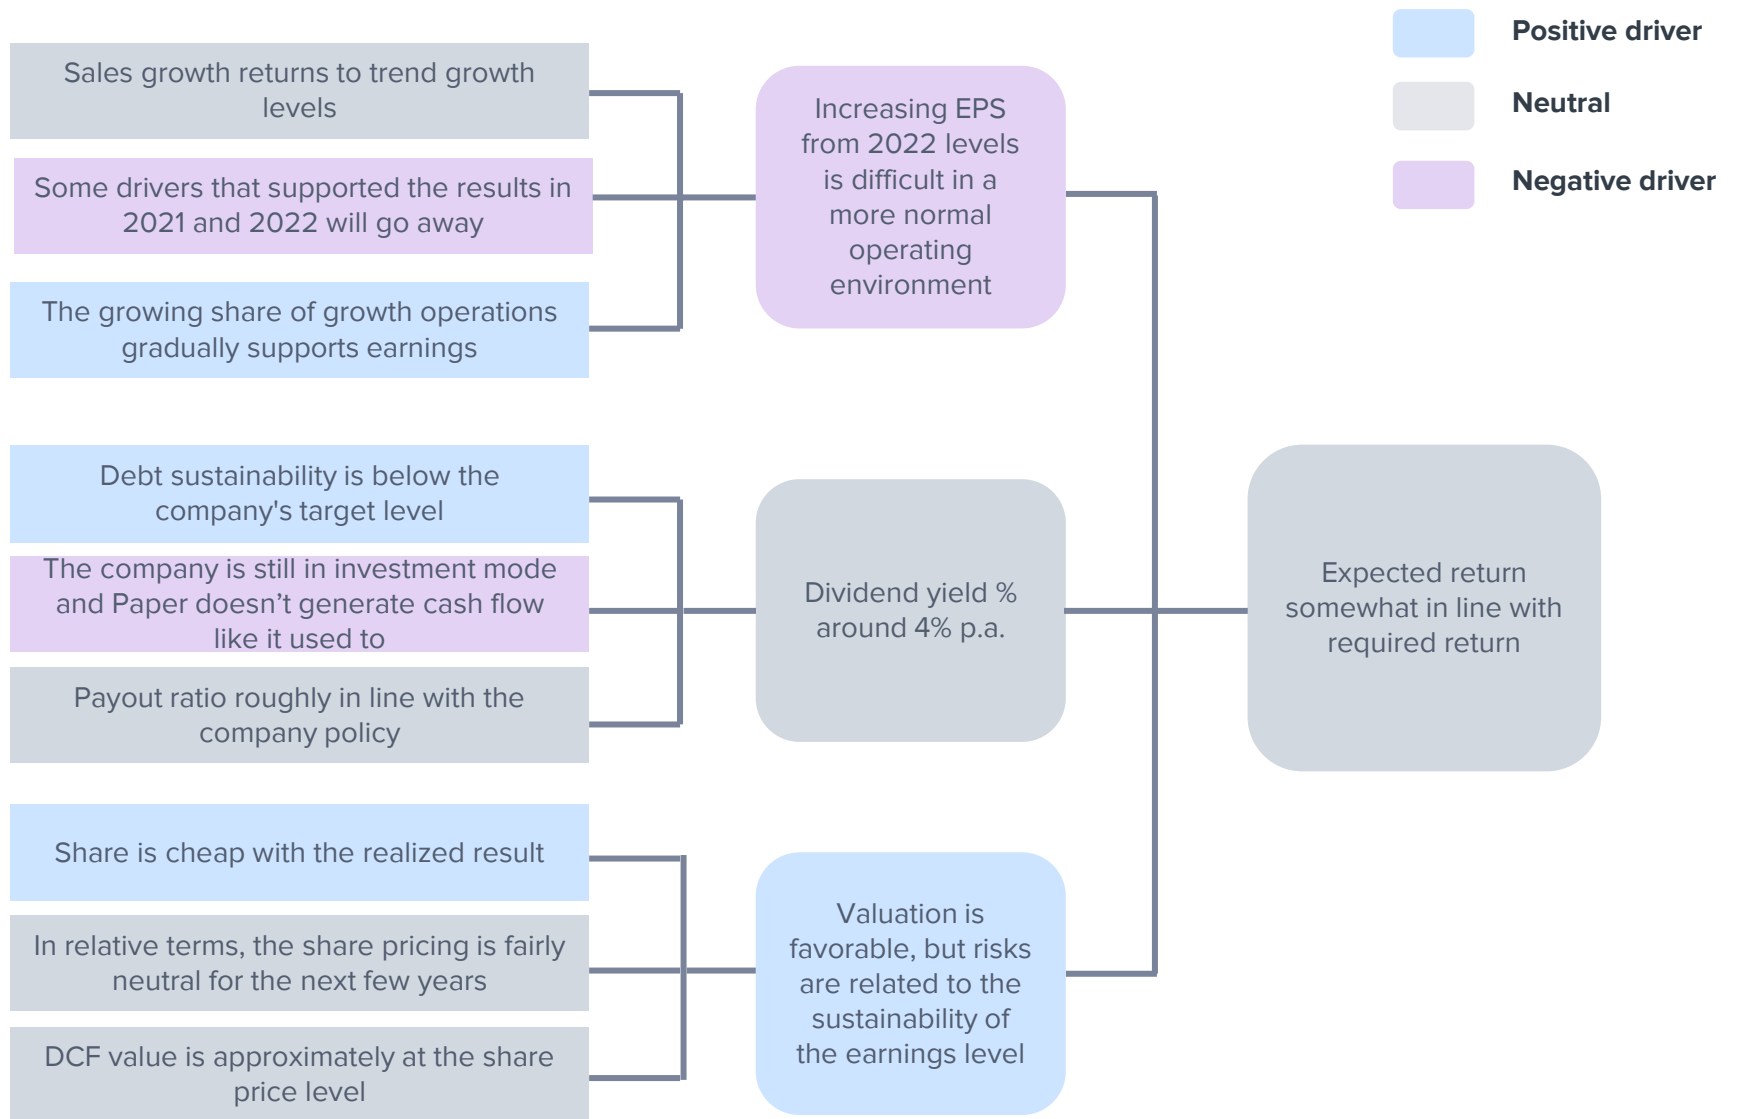 Positive driver
Neutral
Negative driver
Sales growth returns to trend growth
levels
Some drivers that supported the results in
2021 and 2022 will go away
The growing share of growth operations
gradually supports earnings
Increasing EPS
from 2022 levels
is difficult in a
more normal
operating
environment
Debt sustainability is below the
company's target level
The company is still in investment mode
and Paper doesn’t generate cash flow
like it used to
Payout ratio roughly in line with the
company policy
Dividend yield %
around 4% p.a.
Share is cheap with the realized result
In relative terms, the share pricing is fairly
neutral for the next few years
DCF value is approximately at the share
price level
Valuation is
favorable, but risks
are related to the
sustainability of
the earnings level
Expected return
somewhat in line with
required return